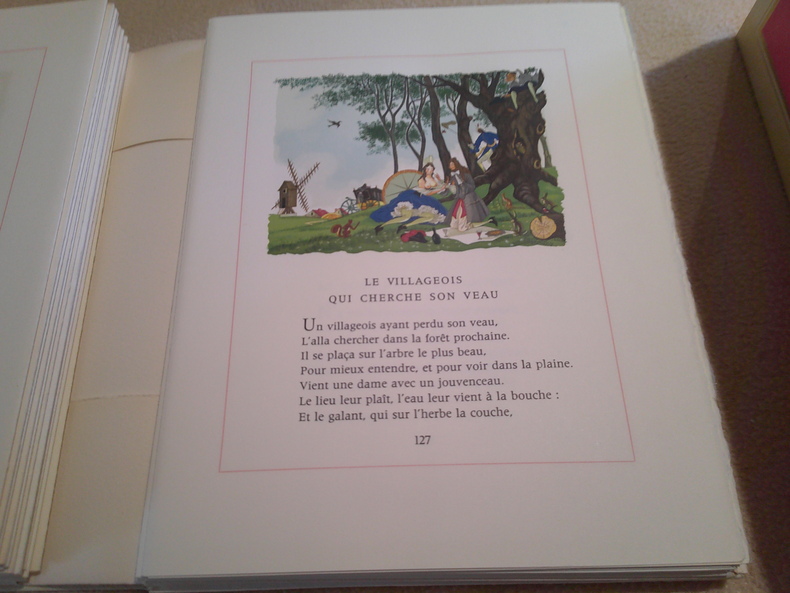 LE VILLAGEOIS
QUI CHERCHE SON VEAU
Un villageois ayant perdu son veau,
L'alla chercher dans la forêt prochaine.
Il se plaça sur l'arbre le plus beau,
Pour mieux entendre, et pour voir dans la plaine.
Vient une dame avec un jouvenceau.
Le lieu leur plaît, l'eau leur vient à la bouche :
Et le galant, qui sur l'herbe la couche,
127